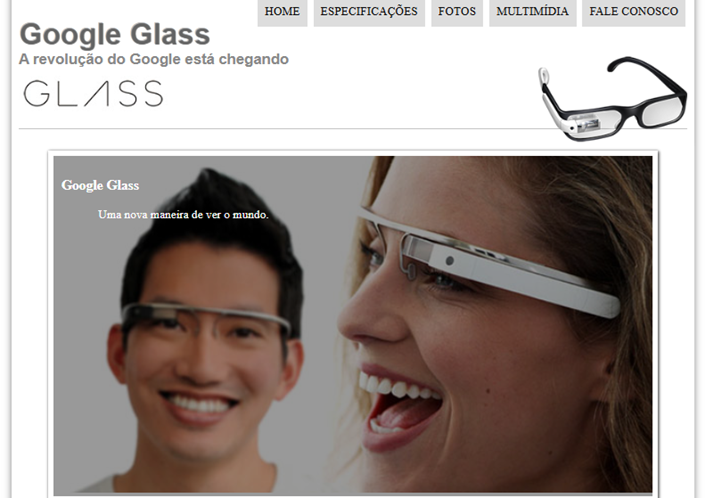 HOME
ESPECIFICAÇÕES
FOTOS
MULTIMÍDIA
FALE CONOSCO
Google Glass
A revolução do Google está chegando
GLASS
Google Glass
Uma nova maneira de ver o mundo.